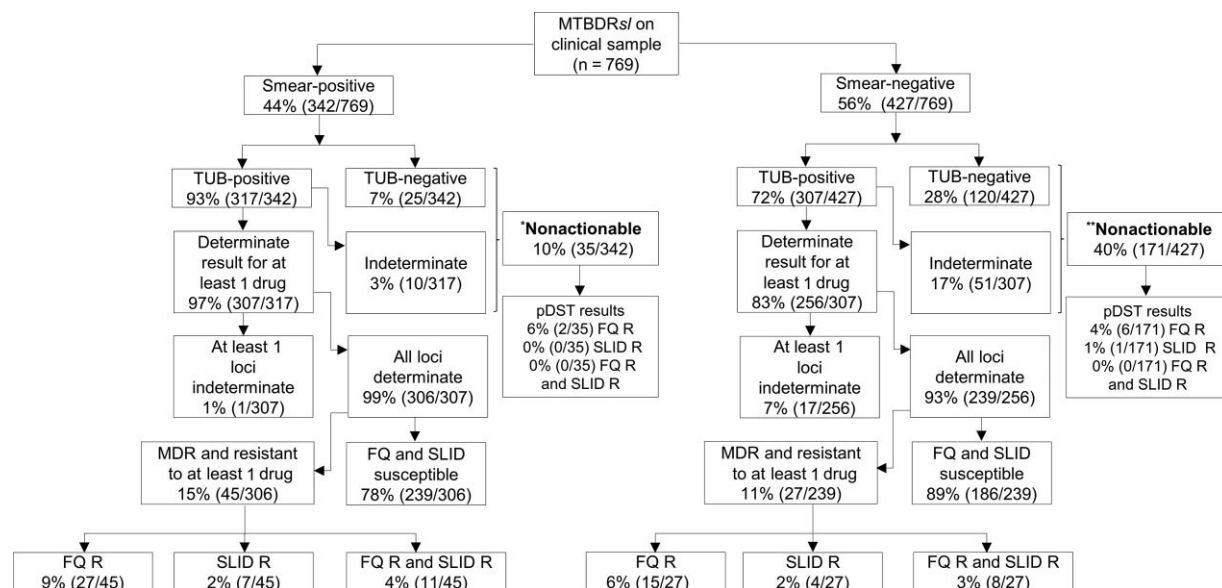 MTBDRsl on
clinical sample
(n = 769)
Smear-positive
44% (342/769)
Smear-negative
56% (427/769)
TUB-positive
93% (317/342)
TUB-negative
7% (25/342)
*Nonactionable
10% (35/342)
Determinate
result for at
least 1 drug
97% (307/317)
Indeterminate
3% (10/317)
pDST results
6% (2/35) FQ R
0% (0/35) SLID R
0% (0/35) FQ R
and SLID R
At least 1
loci
indeterminate
1% (1/307)
All loci
determinate
99% (306/307)
MDR and resistant
to at least 1 drug
15% (45/306)
FQ and SLID
susceptible
78% (239/306)
FQ R
9% (27/45)
SLID R
2% (7/45)
FQ R and SLID R
4% (11/45)
TUB-positive
72% (307/427)
TUB-negative
28% (120/427)
**Nonactionable
40% (171/427)
Determinate
result for at
least 1 drug
83% (256/307)
Indeterminate
17% (51/307)
pDST results
4% (6/171) FQ R
1% (1/171) SLID R
0% (0/171) FQ R
and SLID R
At least 1
loci
indeterminate
7% (17/256)
All loci
determinate
93% (239/256)
MDR and resistant
to at least 1 drug
11% (27/239)
FQ and SLID
susceptible
89% (186/239)
FQ R
6% (15/27)
SLID R
2% (4/27)
FQ R and SLID R
3% (8/27)